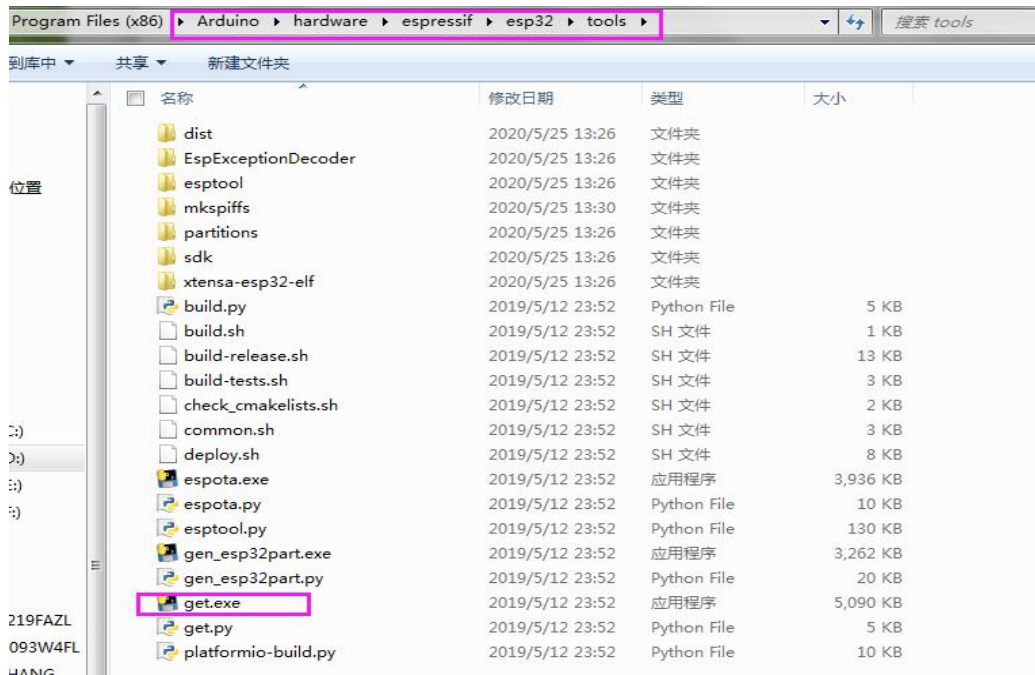 Program Files (x86) ▸ Arduino ▸ hardware ▸ espressif ▸ esp32 ▸ tools ▸ 搜索 tools
到库中 共享 新建文件夹
名称 修改日期 类型 大小
dist 2020/5/25 13:26 文件夹
EspExceptionDecoder 2020/5/25 13:26 文件夹
esptool 2020/5/25 13:26 文件夹
位置
mkspiffs 2020/5/25 13:30 文件夹
partitions 2020/5/25 13:26 文件夹
sdk 2020/5/25 13:26 文件夹
xtensa-esp32-elf 2020/5/25 13:26 文件夹
build.py 2019/5/12 23:52 Python File 5 KB
build.sh 2019/5/12 23:52 SH 文件 1 KB
build-release.sh 2019/5/12 23:52 SH 文件 13 KB
build-tests.sh 2019/5/12 23:52 SH 文件 3 KB
check_cmakelists.sh 2019/5/12 23:52 SH 文件 2 KB
C:) common.sh 2019/5/12 23:52 SH 文件 3 KB
D:) deploy.sh 2019/5/12 23:52 SH 文件 8 KB
E:) espota.exe 2019/5/12 23:52 应用程序 3,936 KB
:) espota.py 2019/5/12 23:52 Python File 10 KB
esptool.py 2019/5/12 23:52 Python File 130 KB
gen_esp32part.exe 2019/5/12 23:52 应用程序 3,262 KB
gen_esp32part.py 2019/5/12 23:52 Python File 20 KB
get.exe 2019/5/12 23:52 应用程序 5,090 KB
219FAZL get.py 2019/5/12 23:52 Python File 5 KB
093W4FL platformio-build.py 2019/5/12 23:52 Python File 10 KB